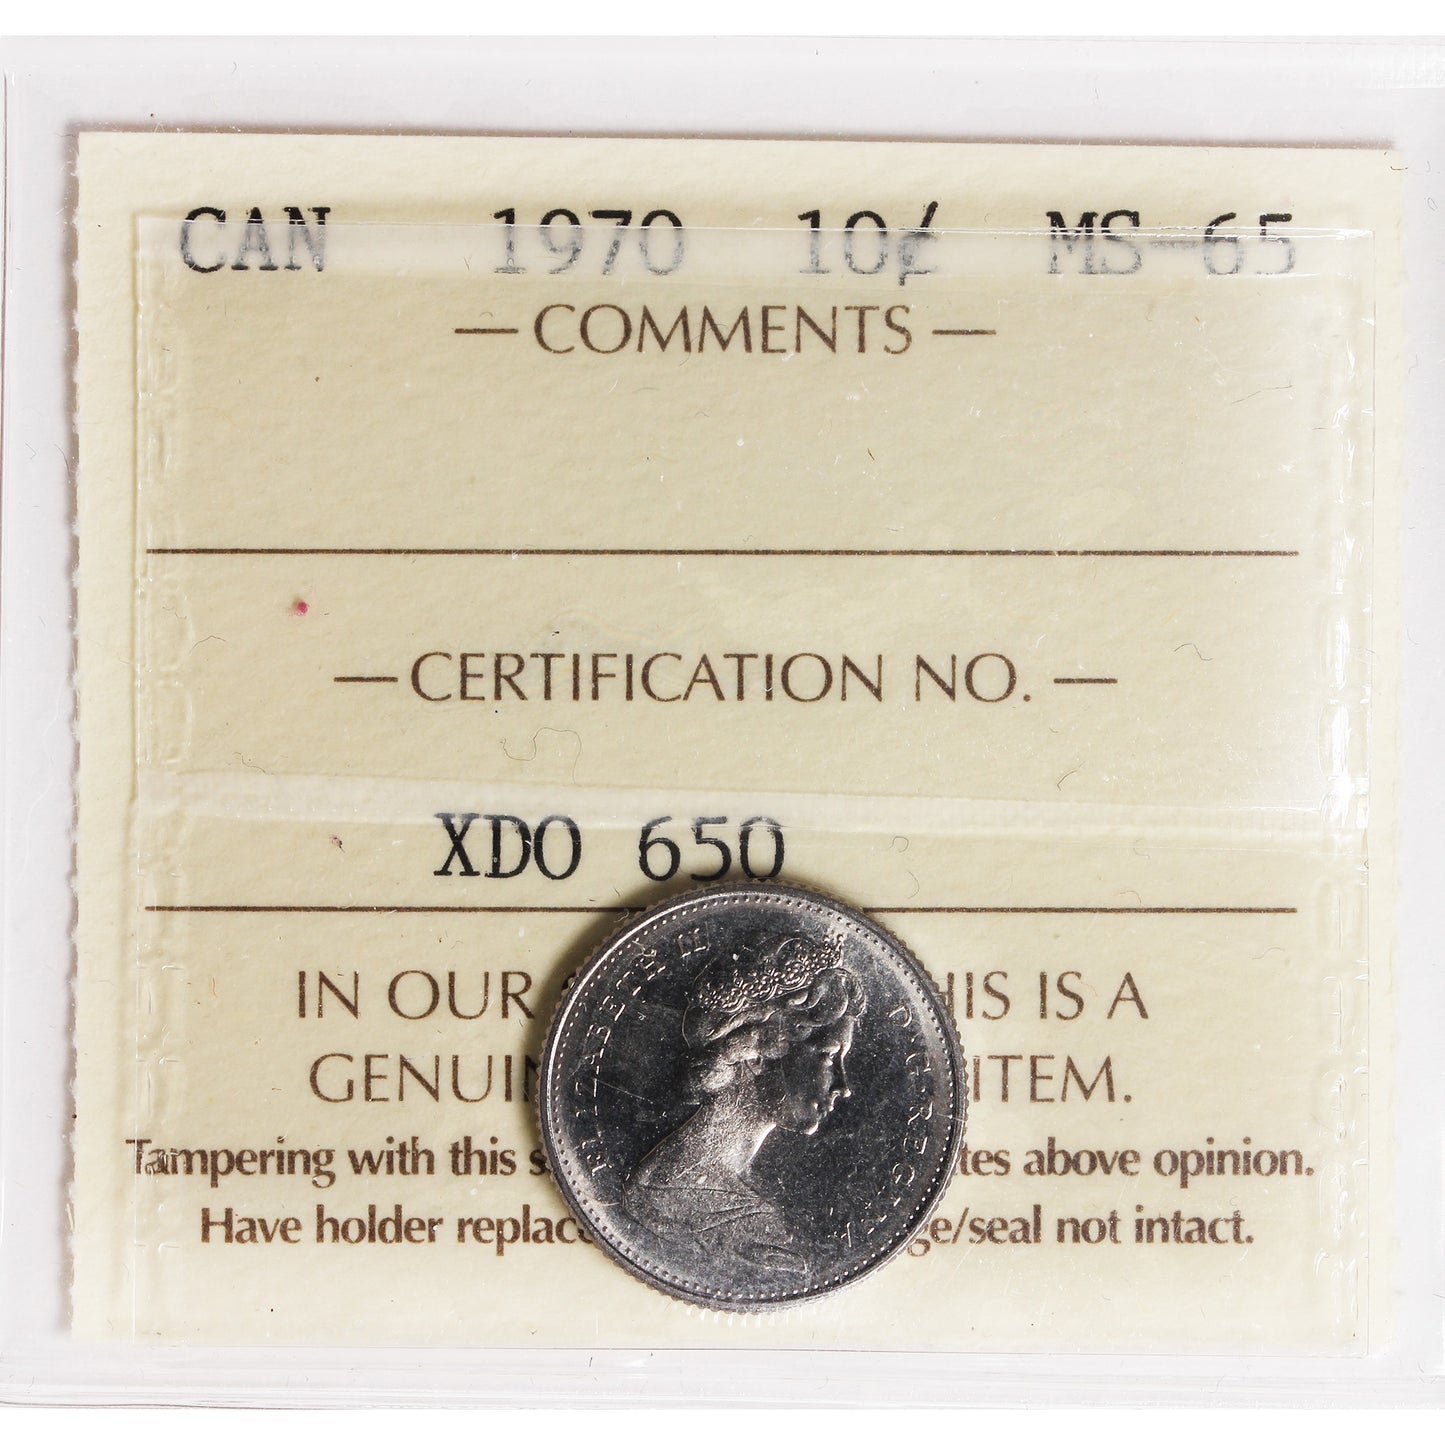 CAN 1970 10¢ MS-65
— COMMENTS —
— CERTIFICATION NO. —
XDO 650
IN OUR HIS IS A
GENUI ITEM.
Tampering with this s tes above opinion.
Have holder replac ge/seal not intact.
ELIZABETH II D·G·REGINA